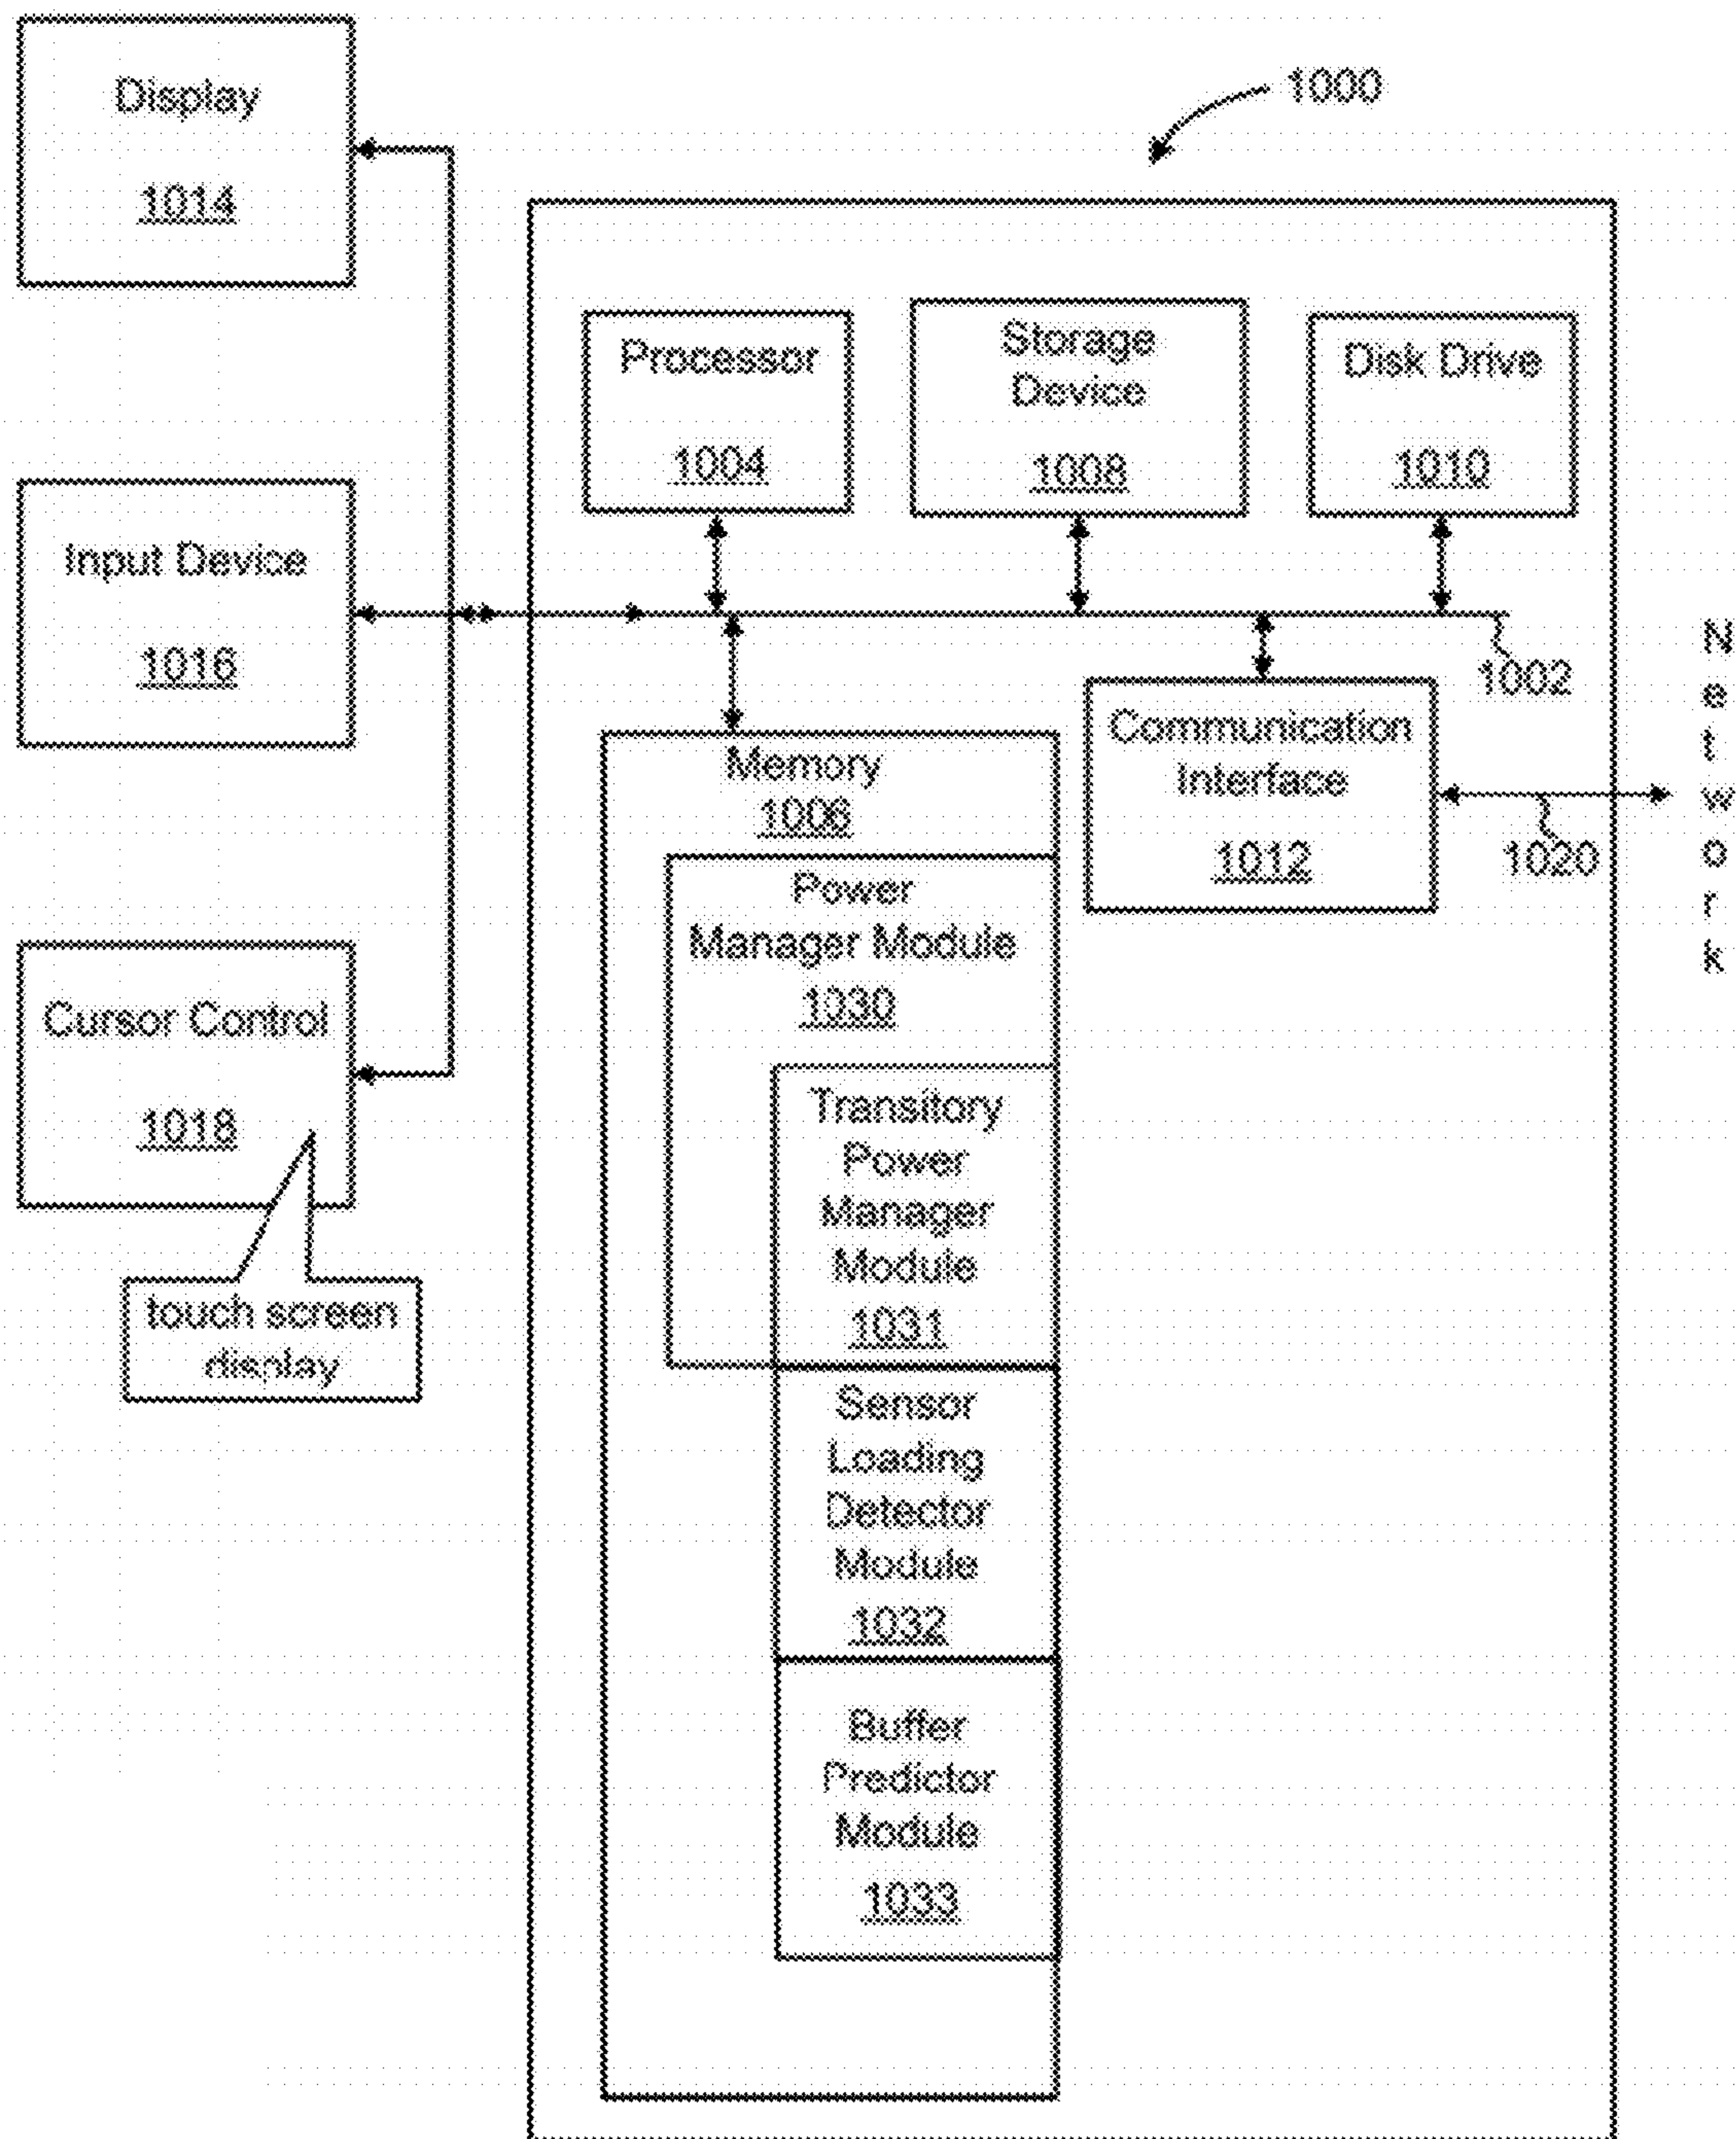 1000
Display
1014
Processor
1004
Storage
Device
1008
Disk Drive
1010
Input Device
1016
1002
Network
Memory
1006
Communication
Interface
1012
1020
Power
Manager Module
1030
Cursor Control
1018
touch screen
display
Transitory
Power
Manager
Module
1031
Sensor
Loading
Detector
Module
1032
Buffer
Predictor
Module
1033